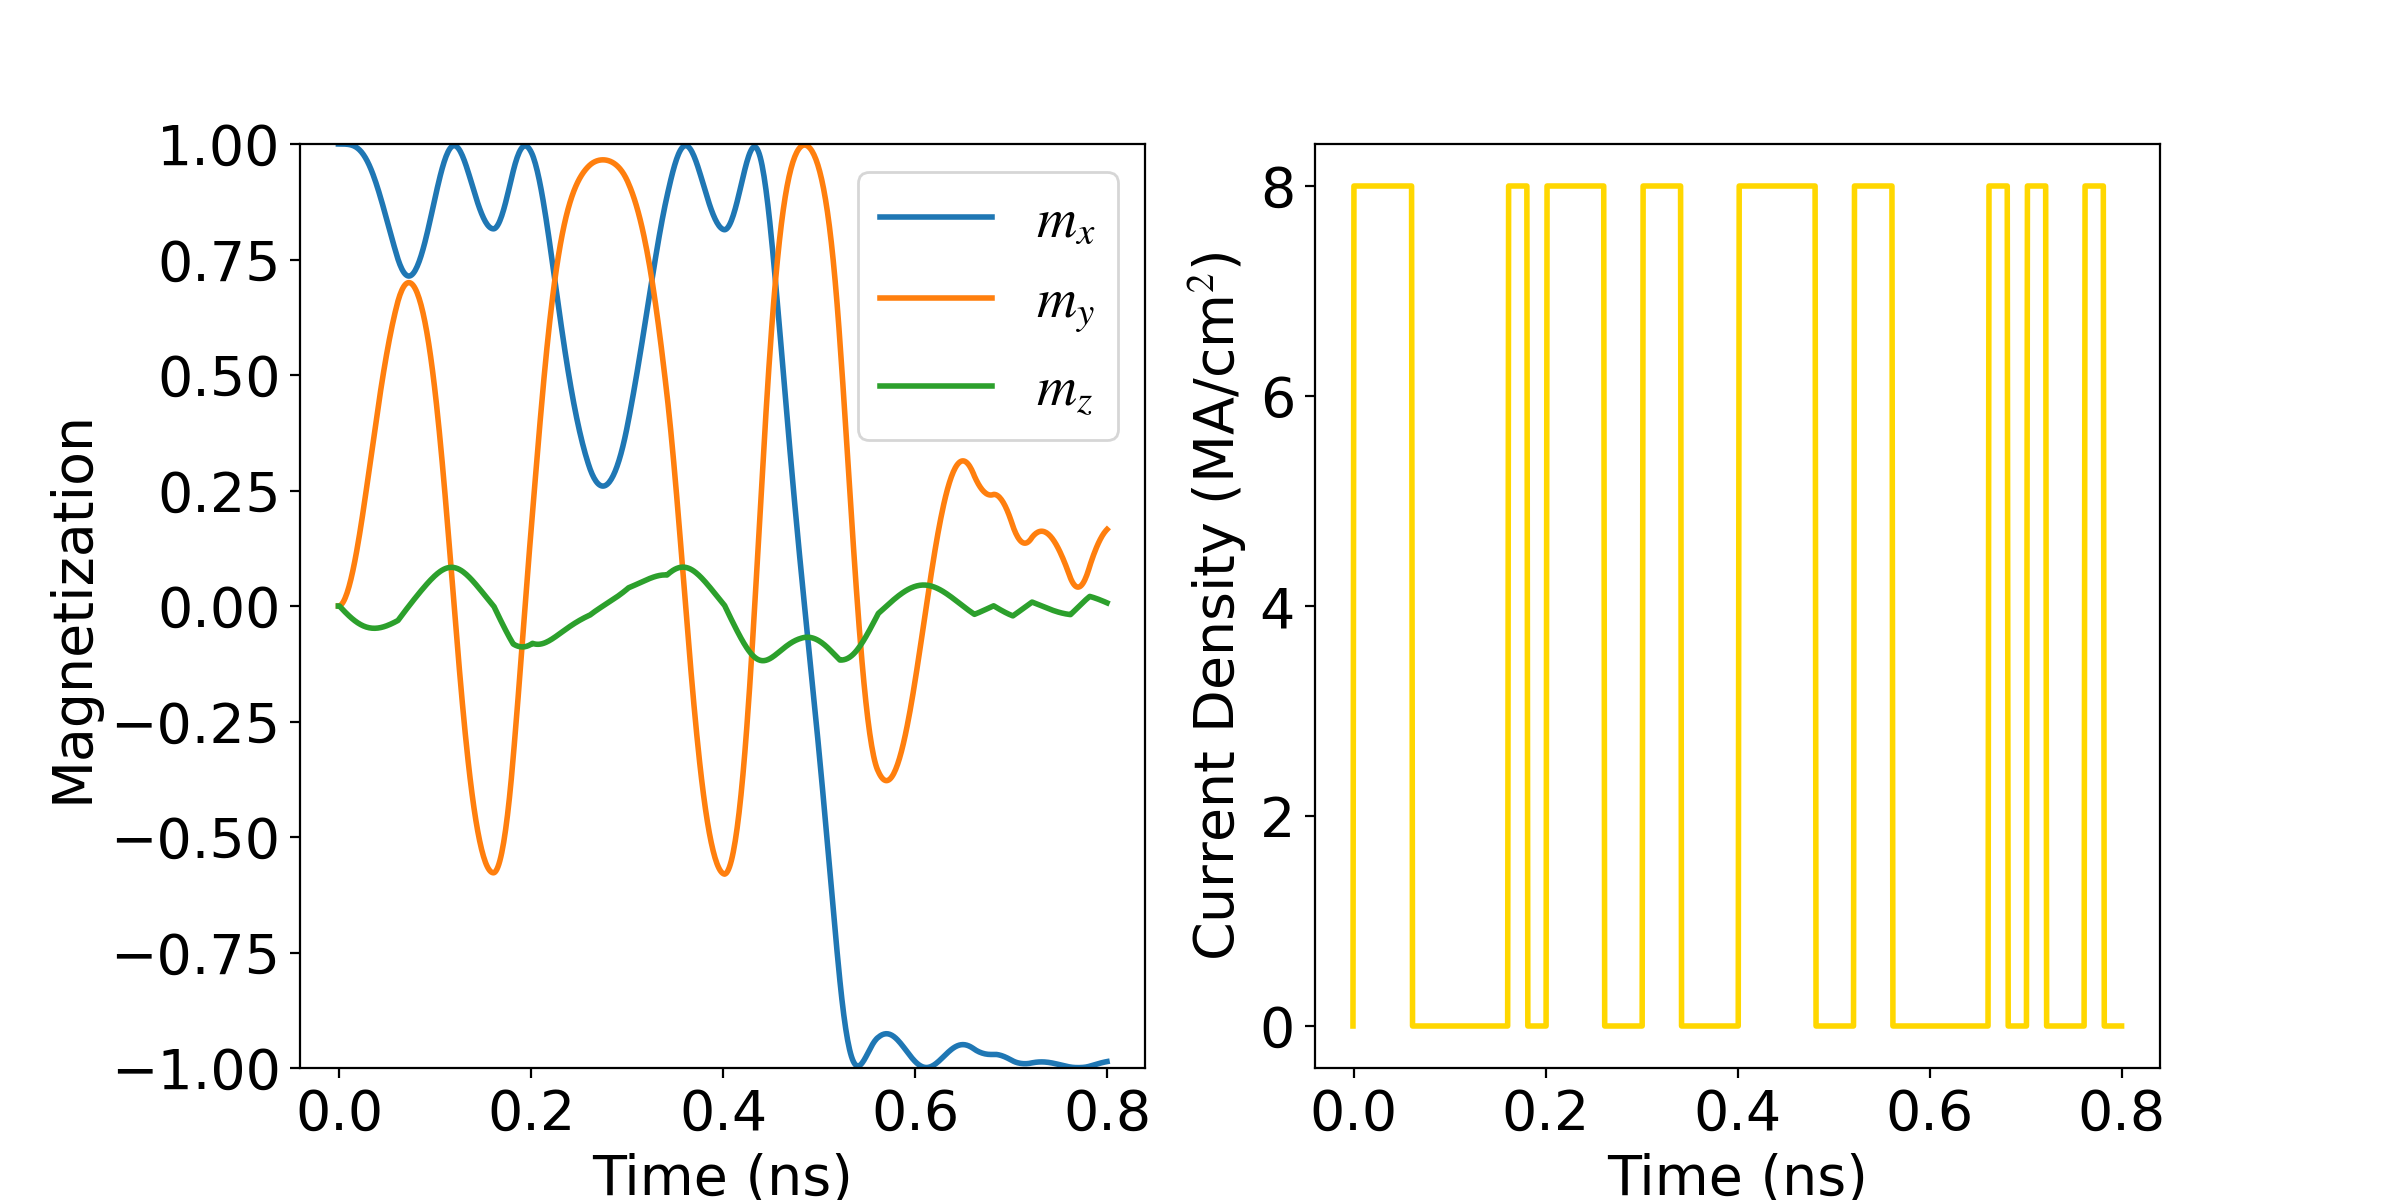 Magnetization
1.00
0.75
0.50
0.25
0.00
−0.25
−0.50
−0.75
−1.00
0.0 0.2 0.4 0.6 0.8
Time (ns)
m_x
m_y
m_z
Current Density (MA/cm²)
8
6
4
2
0
0.0 0.2 0.4 0.6 0.8
Time (ns)